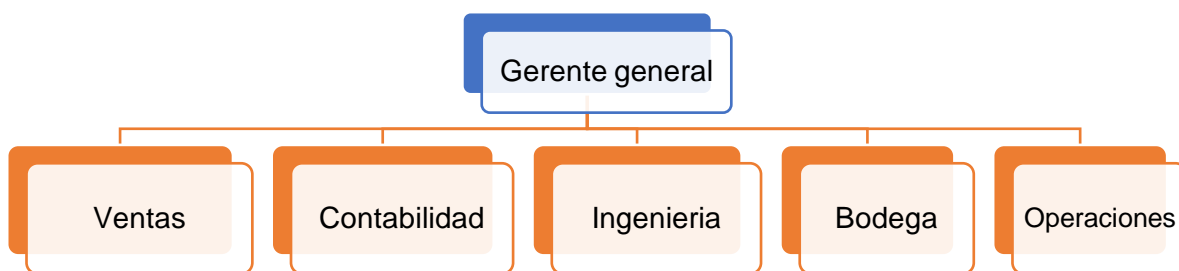 Gerente general
Ventas
Contabilidad
Ingenieria
Bodega
Operaciones